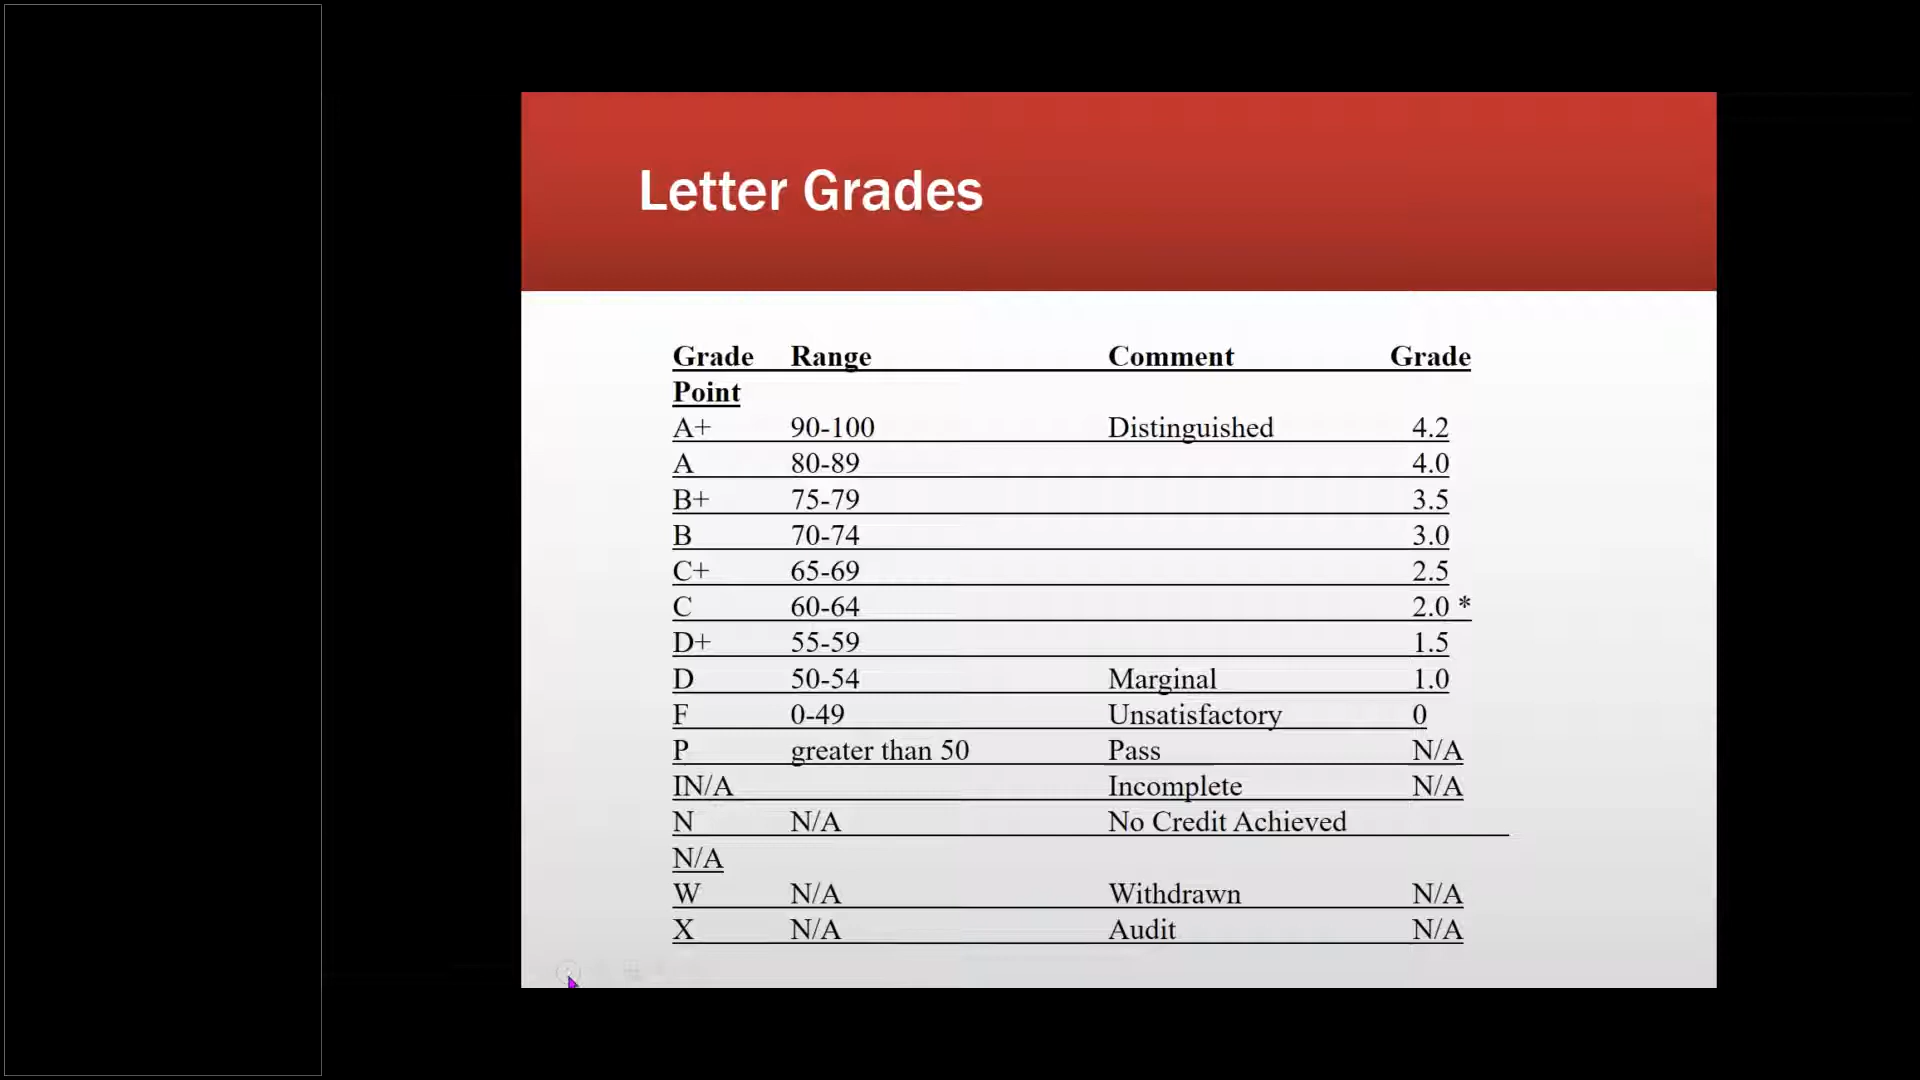 Letter Grades
Grade Range Comment Grade
Point
A+ 90-100 Distinguished 4.2
A 80-89 4.0
B+ 75-79 3.5
B 70-74 3.0
C+ 65-69 2.5
C 60-64 2.0 *
D+ 55-59 1.5
D 50-54 Marginal 1.0
F 0-49 Unsatisfactory 0
P greater than 50 Pass N/A
IN/A Incomplete N/A
N N/A No Credit Achieved
N/A
W N/A Withdrawn N/A
X N/A Audit N/A